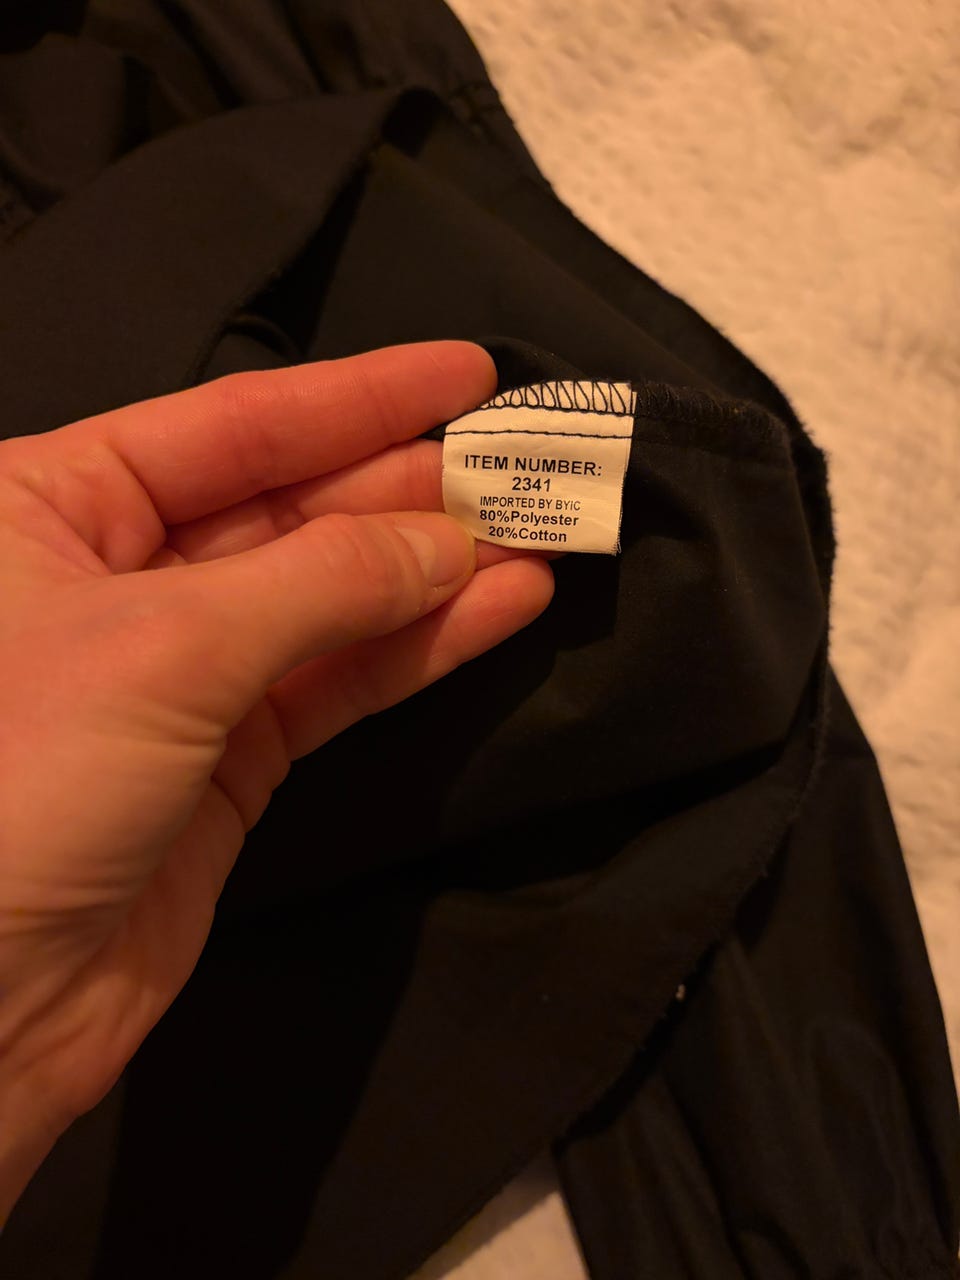 ITEM NUMBER:
2341
IMPORTED BY BYIC
80%Polyester
20%Cotton